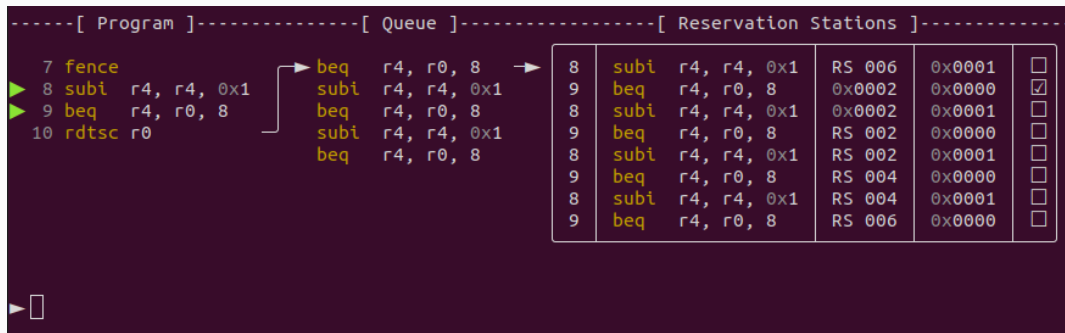 ------[ Program ]---------------[ Queue ]------------------[ Reservation Stations ]-------------
7 fence beq r4, r0, 8 8 subi r4, r4, 0x1 RS 006 0x0001 ☐
▶ 8 subi r4, r4, 0x1 subi r4, r4, 0x1 9 beq r4, r0, 8 0x0002 0x0000 ☑
▶ 9 beq r4, r0, 8 beq r4, r0, 8 8 subi r4, r4, 0x1 0x0002 0x0001 ☐
10 rdtsc r0 subi r4, r4, 0x1 9 beq r4, r0, 8 RS 002 0x0000 ☐
beq r4, r0, 8 8 subi r4, r4, 0x1 RS 002 0x0001 ☐
9 beq r4, r0, 8 RS 004 0x0000 ☐
8 subi r4, r4, 0x1 RS 004 0x0001 ☐
9 beq r4, r0, 8 RS 006 0x0000 ☐